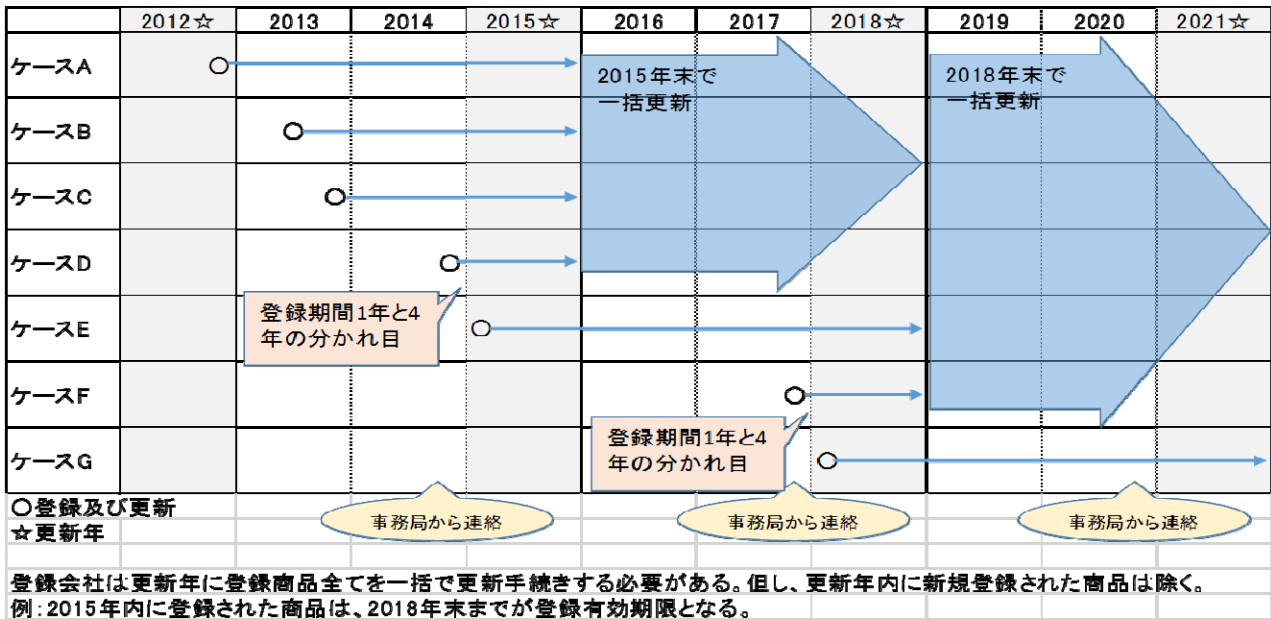 2012☆ 2013 2014 2015☆ 2016 2017 2018☆ 2019 2020 2021☆
ケースA
2015年末で
一括更新
2018年末で
一括更新
ケースB
ケースC
ケースD
登録期間1年と4
年の分かれ目
ケースE
ケースF
登録期間1年と4
年の分かれ目
ケースG
〇登録及び更新
☆更新年
事務局から連絡 事務局から連絡 事務局から連絡
登録会社は更新年に登録商品全てを一括で更新手続きする必要がある。但し、更新年内に新規登録された商品は除く。
例:2015年内に登録された商品は、2018年末までが登録有効期限となる。